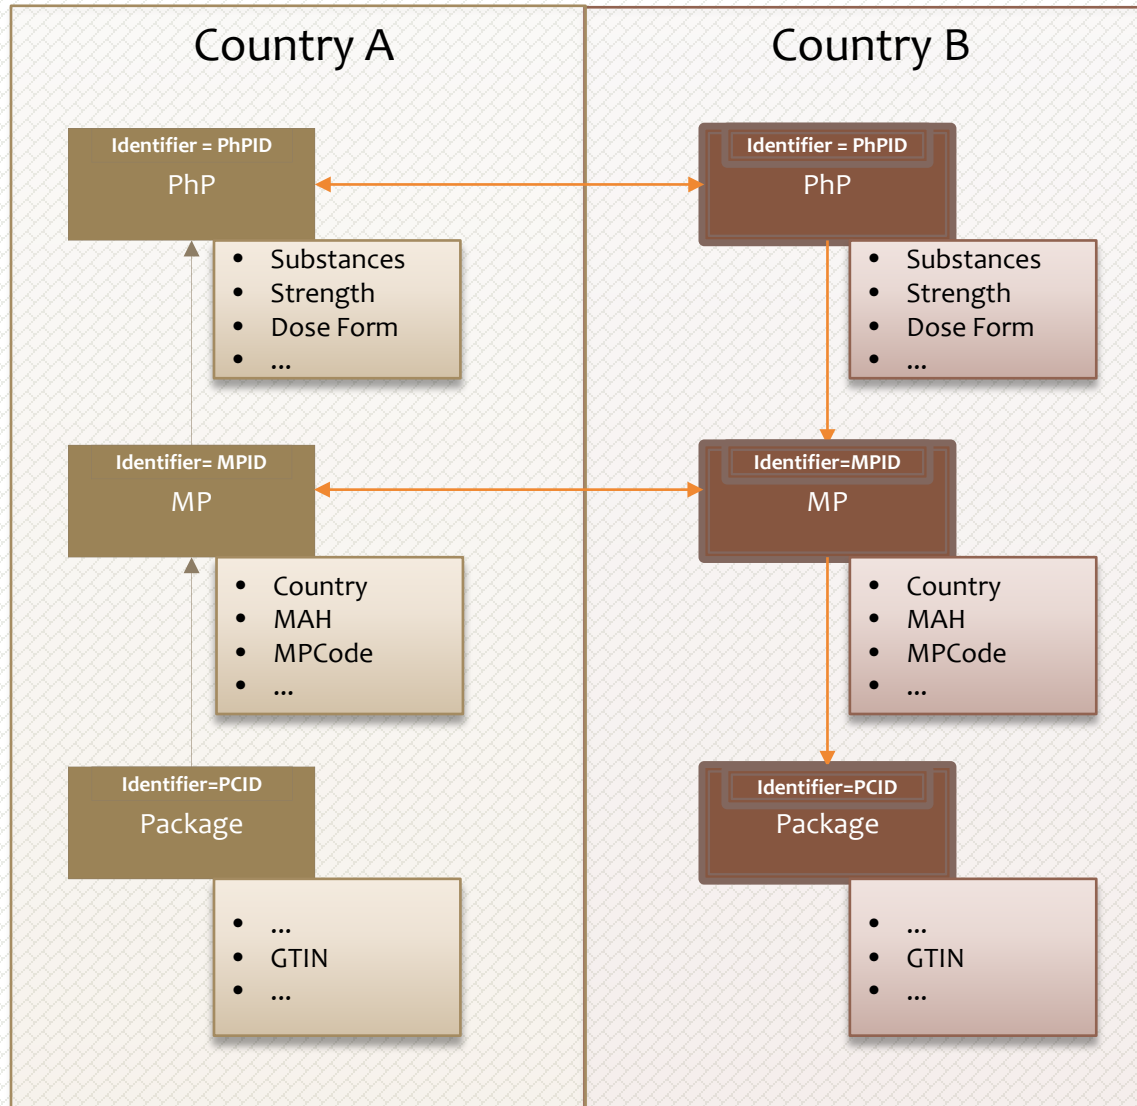 Country A
Identifier = PhPID
PhP
• Substances
• Strength
• Dose Form
• ...
Identifier= MPID
MP
• Country
• MAH
• MPCode
• ...
Identifier=PCID
Package
• ...
• GTIN
• ...
Country B
Identifier = PhPID
PhP
• Substances
• Strength
• Dose Form
• ...
Identifier=MPID
MP
• Country
• MAH
• MPCode
• ...
Identifier=PCID
Package
• ...
• GTIN
• ...